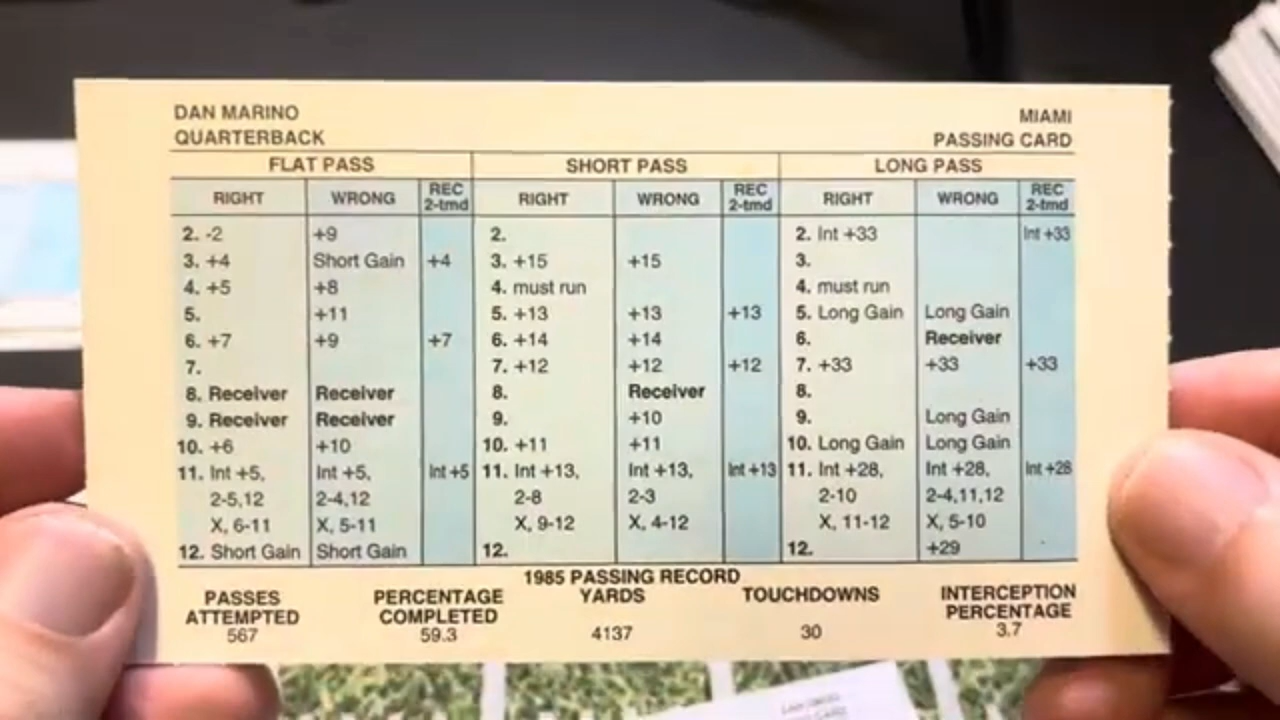 DAN MARINO MIAMI
QUARTERBACK PASSING CARD
FLAT PASS SHORT PASS LONG PASS
RIGHT WRONG REC 2-tmd RIGHT WRONG REC 2-tmd RIGHT WRONG REC 2-tmd
2. -2 +9 2. 2. Int +33 Int +33
3. +4 Short Gain +4 3. +15 +15 3.
4. +5 +8 4. must run 4. must run
5. +11 5. +13 +13 +13 5. Long Gain Long Gain
6. +7 +9 +7 6. +14 +14 6. Receiver
7. 7. +12 +12 +12 7. +33 +33 +33
8. Receiver Receiver 8. Receiver 8.
9. Receiver Receiver 9. +10 9. Long Gain
10. +6 +10 10. +11 +11 10. Long Gain Long Gain
11. Int +5, Int +5, Int +5 11. Int +13, Int +13, Int +13 11. Int +28, Int +28, Int +28
2-5,12 2-4,12 2-8 2-3 2-10 2-4,11,12
X, 6-11 X, 5-11 X, 9-12 X, 4-12 X, 11-12 X, 5-10
12. Short Gain Short Gain 12. 12. +29
1985 PASSING RECORD
PASSES PERCENTAGE YARDS TOUCHDOWNS INTERCEPTION
ATTEMPTED COMPLETED PERCENTAGE
567 59.3 4137 30 3.7